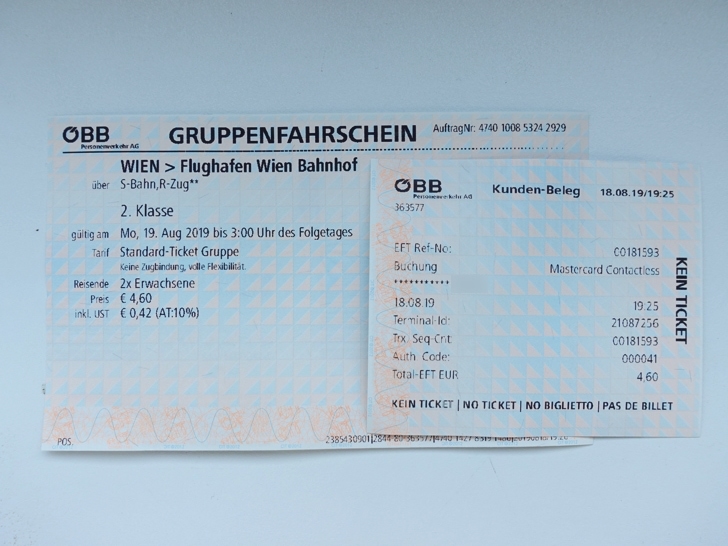 ÖBB
Personenverkehr AG
GRUPPENFAHRSCHEIN
AuftragNr: 4740 1008 5324 2929
WIEN > Flughafen Wien Bahnhof
über S-Bahn,R-Zug**
2. Klasse
gültig am Mo, 19. Aug 2019 bis 3:00 Uhr des Folgetages
Tarif Standard-Ticket Gruppe
Keine Zugbindung, volle Flexibilität.
Reisende 2x Erwachsene
Preis € 4,60
inkl. UST € 0,42 (AT:10%)
POS.
ÖBB
Personenverkehr AG
Kunden-Beleg 18.08.19/19:25
363577
EFT Ref-No: C0181593
Buchung Mastercard Contactless
***********
18.08.19 19:25
Terminal-Id: 21087256
Trx. Seq-Cnt: C0181593
Auth. Code: 000041
Total-EFT EUR 4,60
KEIN TICKET
KEIN TICKET | NO TICKET | NO BIGLIETTO | PAS DE BILLET